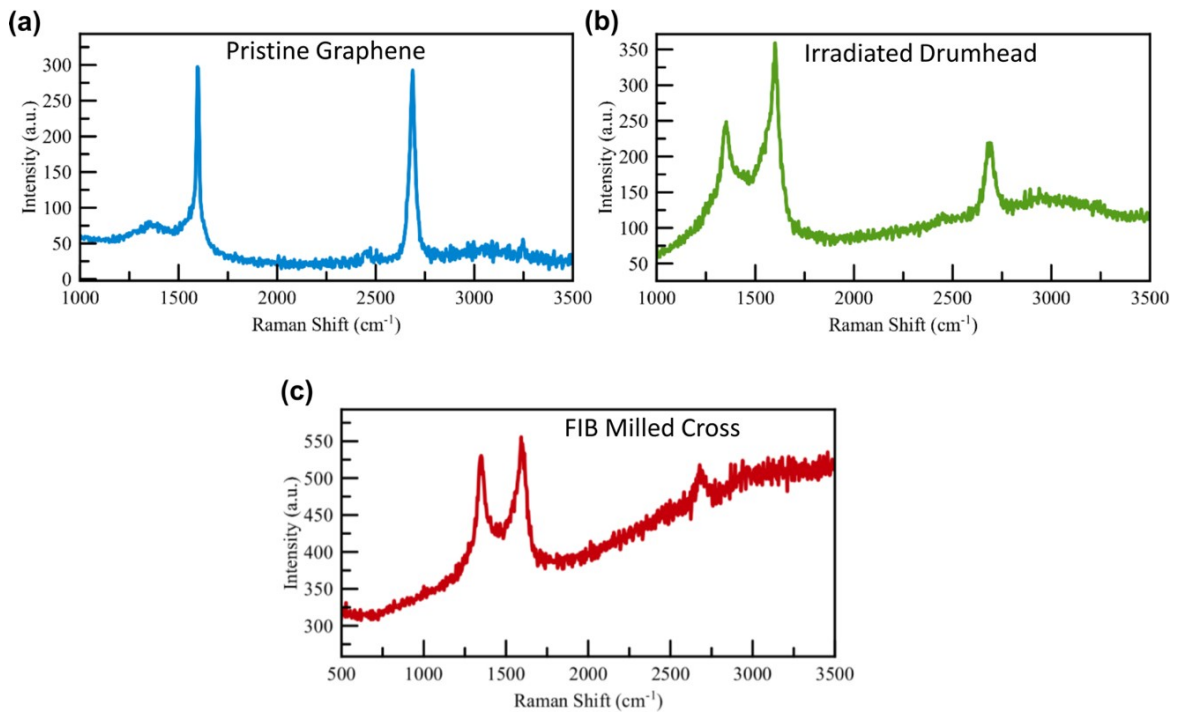 (a)
Pristine Graphene
Intensity (a.u.)
300
250
200
150
100
50
0
1000 1500 2000 2500 3000 3500
Raman Shift (cm⁻¹)
(b)
Irradiated Drumhead
Intensity (a.u.)
350
300
250
200
150
100
50
1000 1500 2000 2500 3000 3500
Raman Shift (cm⁻¹)
(c)
FIB Milled Cross
Intensity (a.u.)
550
500
450
400
350
300
500 1000 1500 2000 2500 3000 3500
Raman Shift (cm⁻¹)